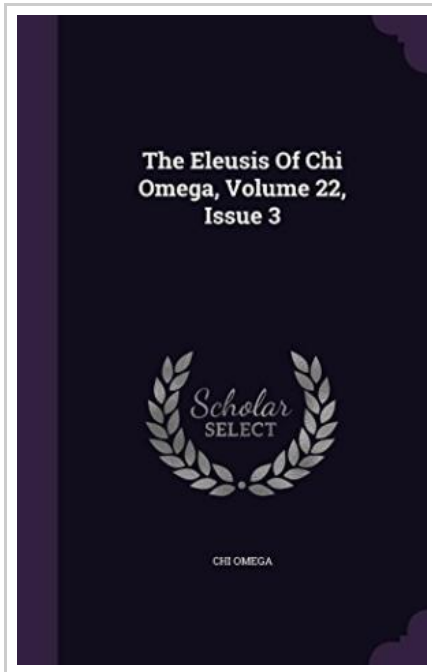 The Eleusis Of Chi
Omega, Volume 22,
Issue 3
Scholar
SELECT
CHI OMEGA